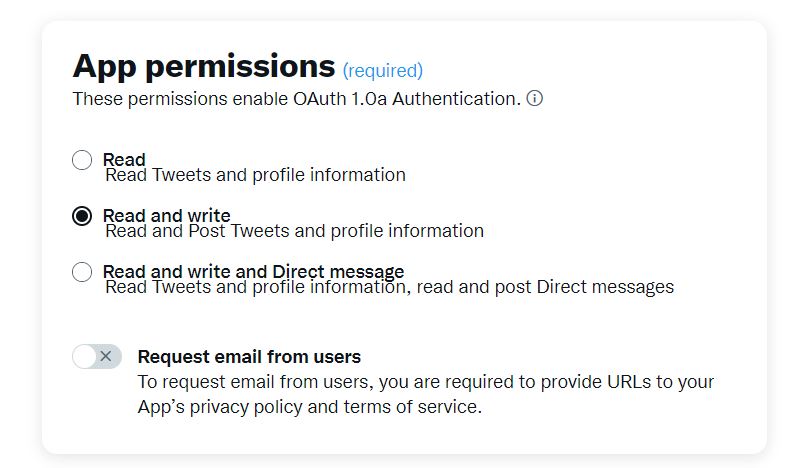 App permissions (required)
These permissions enable OAuth 1.0a Authentication.
Read
Read Tweets and profile information
Read and write
Read and Post Tweets and profile information
Read and write and Direct message
Read Tweets and profile information, read and post Direct messages
Request email from users
To request email from users, you are required to provide URLs to your
App’s privacy policy and terms of service.